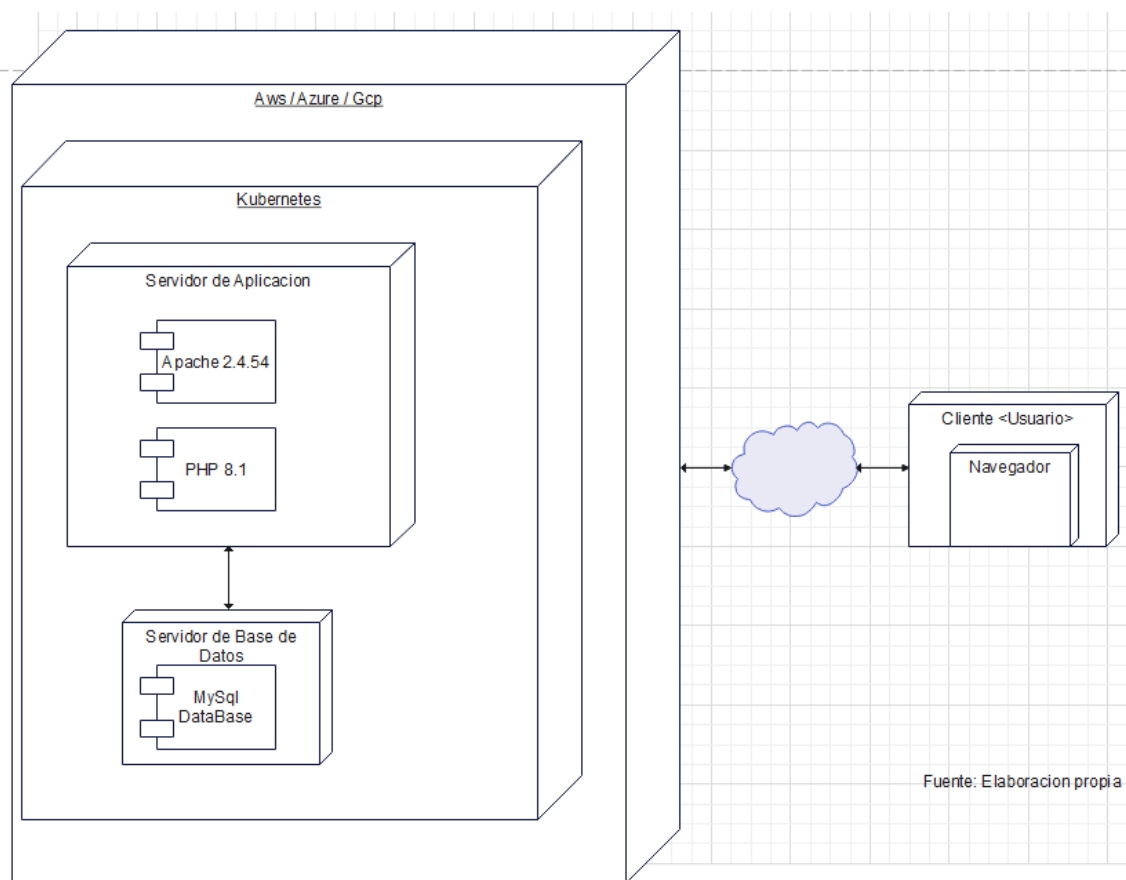 Aws / Azure / Gcp
Kubernetes
Servidor de Aplicacion
Apache 2.4.54
PHP 8.1
Servidor de Base de
Datos
MySql
DataBase
Cliente <Usuario>
Navegador
Fuente: Elaboracion propia